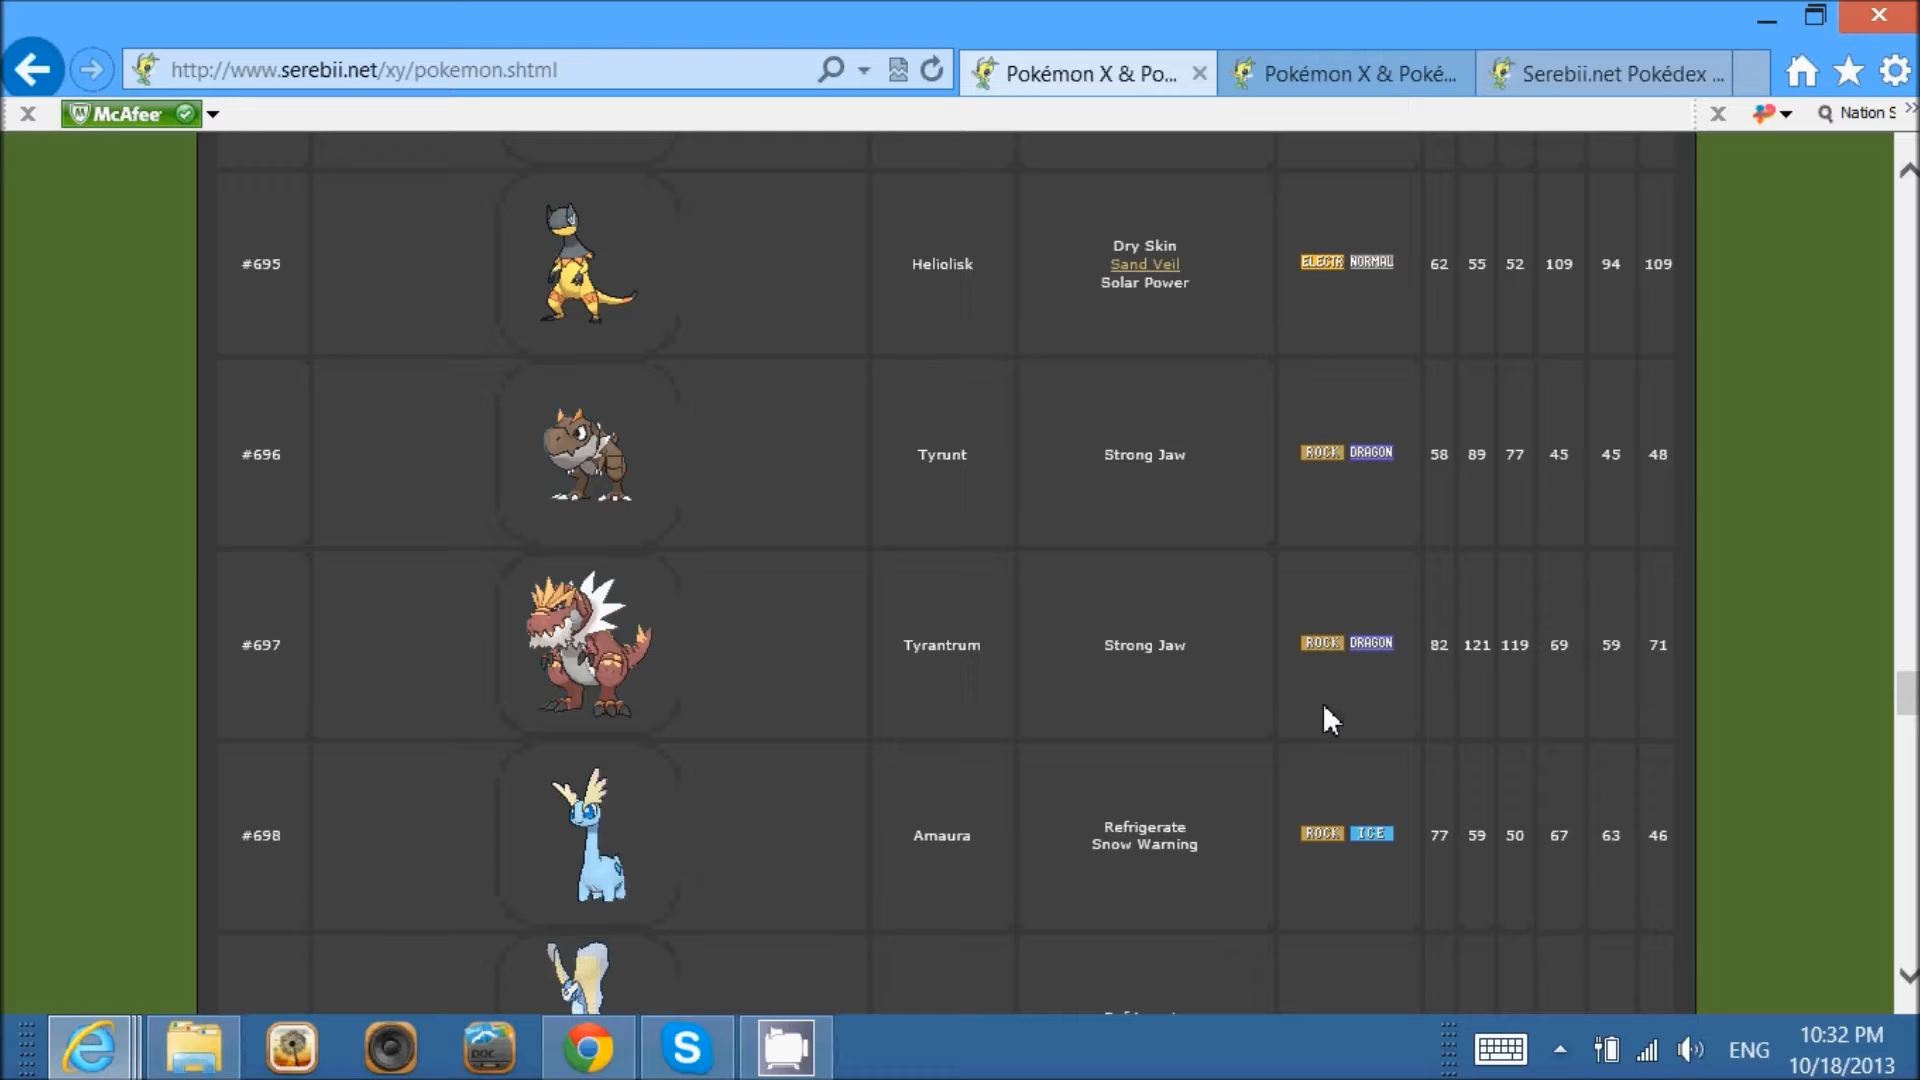 http://www.serebii.net/xy/pokemon.shtml
Pokémon X & Po...
Pokémon X & Poké...
Serebii.net Pokédex ...
McAfee
Nation S
#695
Heliolisk
Dry Skin
Sand Veil
Solar Power
ELECTR NORMAL
62 55 52 109 94 109
#696
Tyrunt
Strong Jaw
ROCK DRAGON
58 89 77 45 45 48
#697
Tyrantrum
Strong Jaw
ROCK DRAGON
82 121 119 69 59 71
#698
Amaura
Refrigerate
Snow Warning
ROCK ICE
77 59 50 67 63 46
DOC
ENG
10:32 PM
10/18/2013